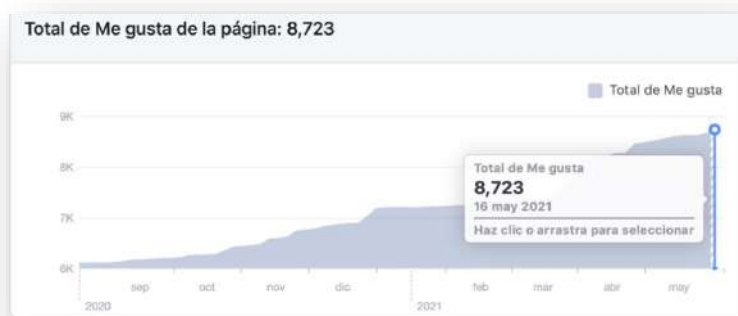 Total de Me gusta de la página: 8,723
Total de Me gusta
9K
8K
7K
6K
Total de Me gusta
8,723
16 may 2021
Haz clic o arrastra para seleccionar
sep oct nov dic feb mar abr may
2020 2021